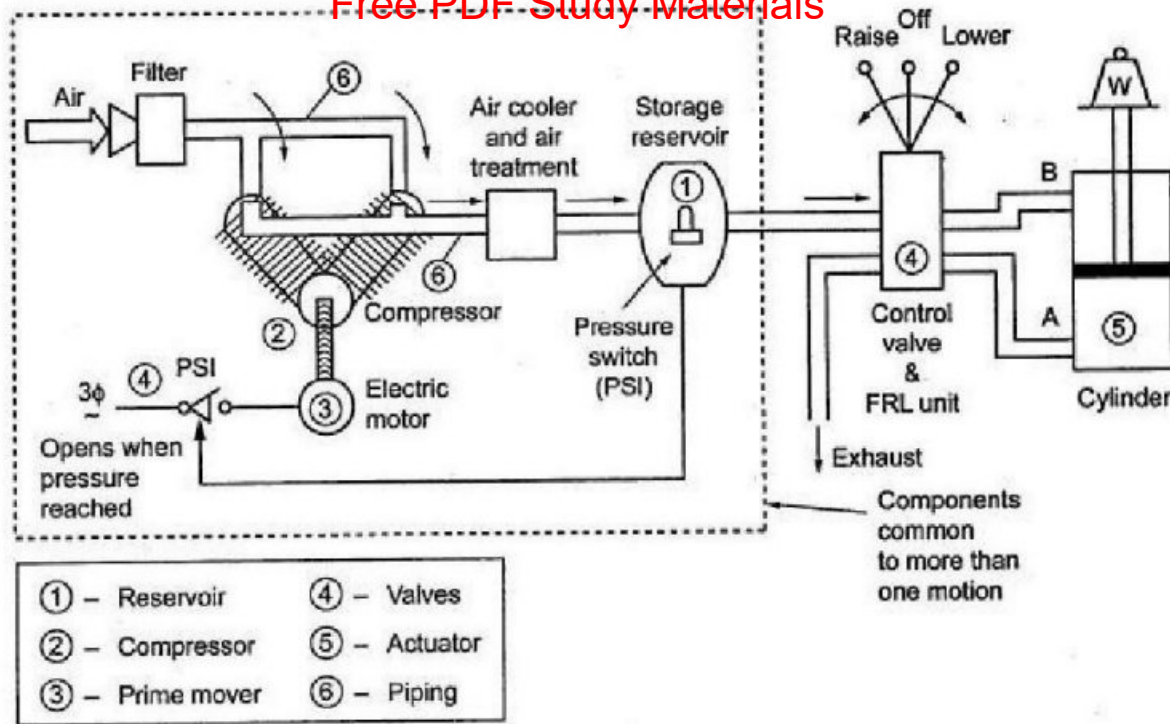 Free PDF Study Materials
Raise Off Lower
Filter
Air
⑥
Air cooler
and air
treatment
Storage
reservoir
①
W
B
④
⑥
Compressor
②
Pressure
switch
(PSI)
Control
valve
&
FRL unit
A
⑤
Cylinder
④ PSI
3ϕ
~
③
Electric
motor
Opens when
pressure
reached
Exhaust
Components
common
to more than
one motion
① – Reservoir ④ – Valves
② – Compressor ⑤ – Actuator
③ – Prime mover ⑥ – Piping